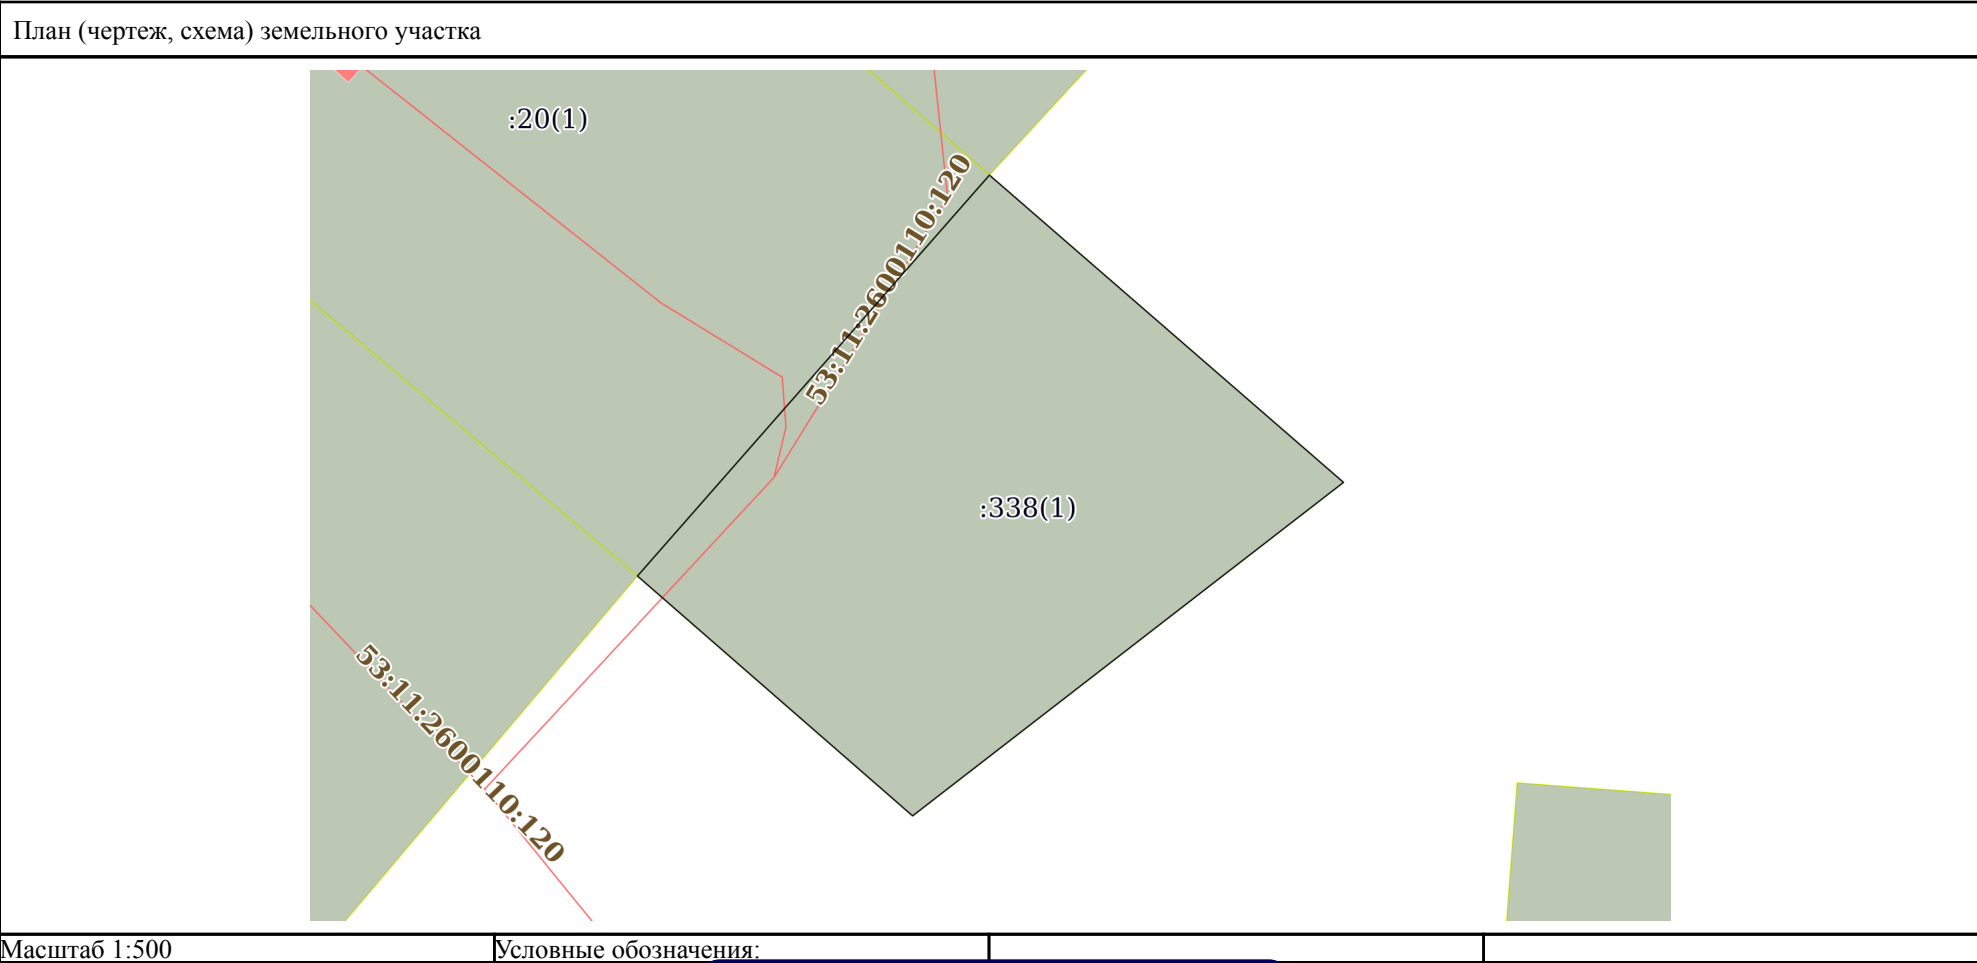 План (чертеж, схема) земельного участка
:20(1)
53:11:2600110:120
:338(1)
53:11:2600110:120
Масштаб 1:500
Условные обозначения: